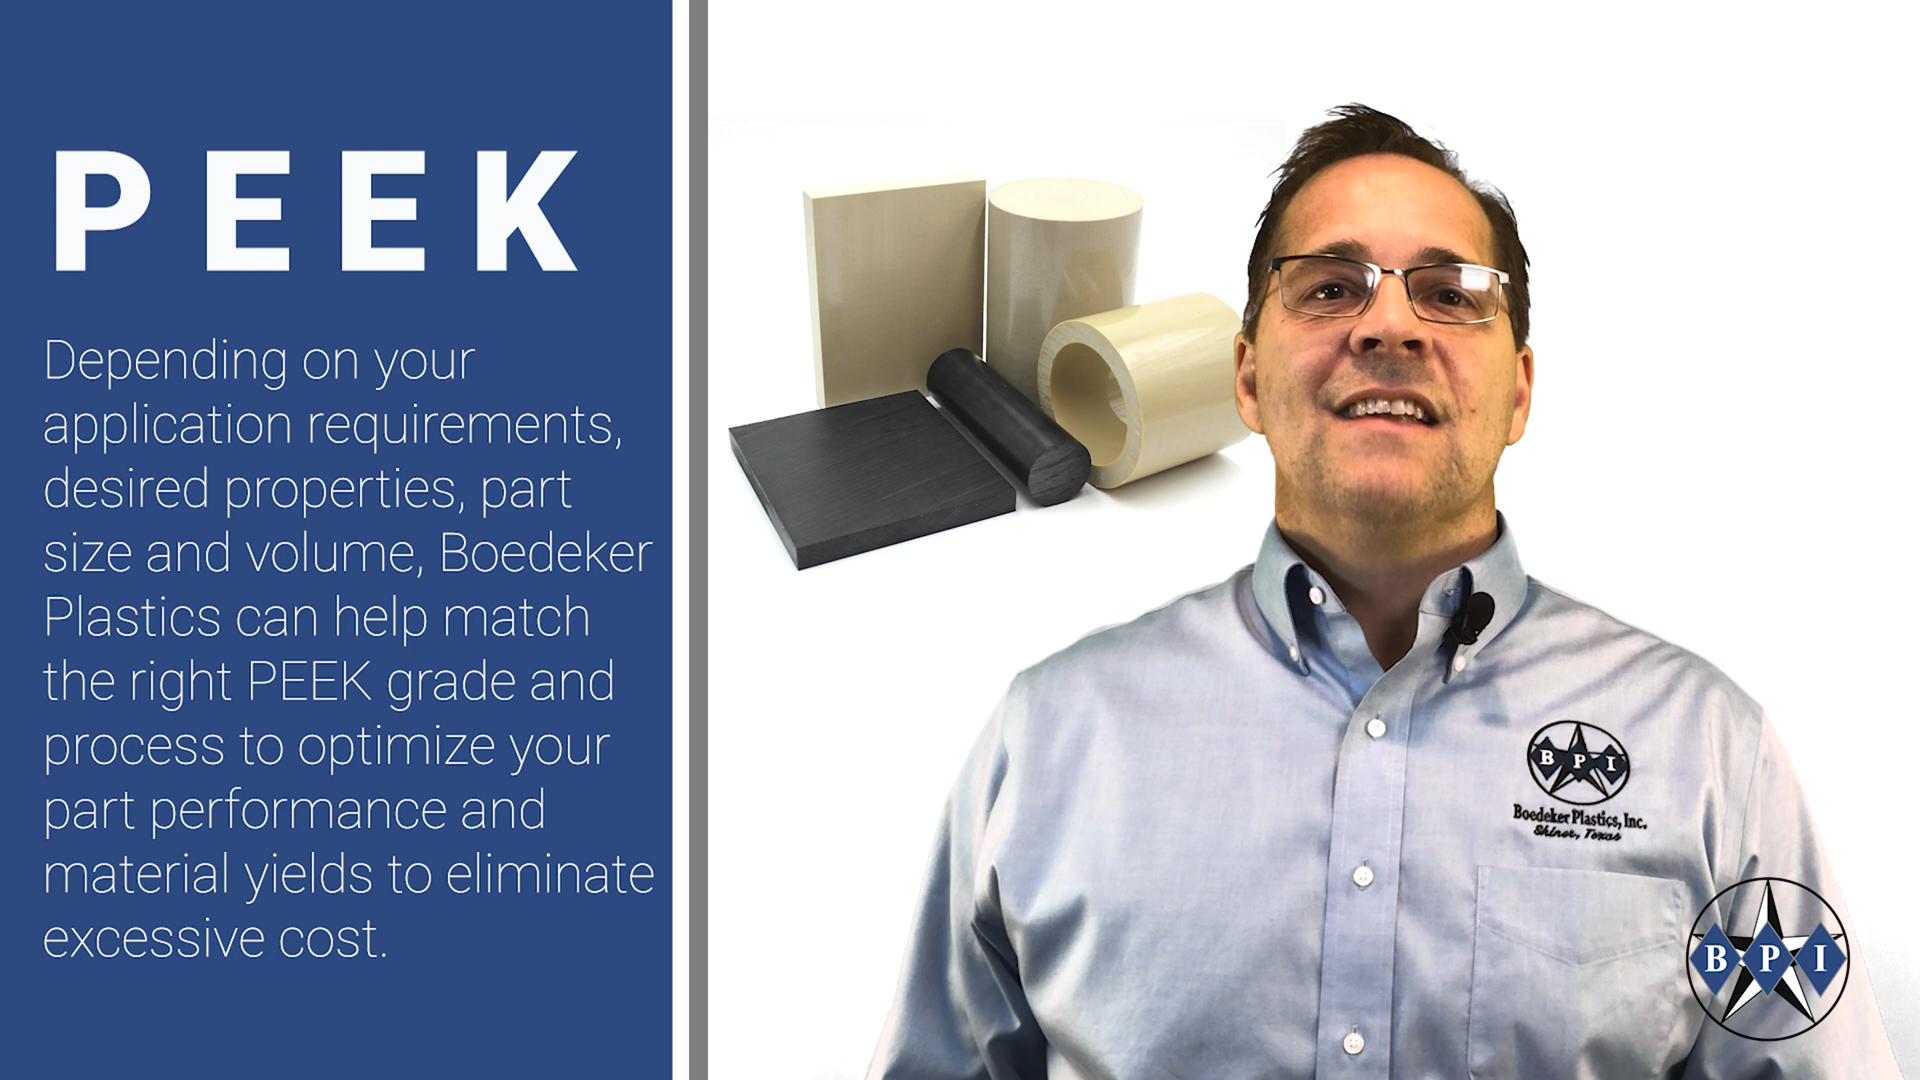 PEEK
Depending on your
application requirements,
desired properties, part
size and volume, Boedeker
Plastics can help match
the right PEEK grade and
process to optimize your
part performance and
material yields to eliminate
excessive cost.
B P I
Boedeker Plastics, Inc.
Shiner, Texas
B P I